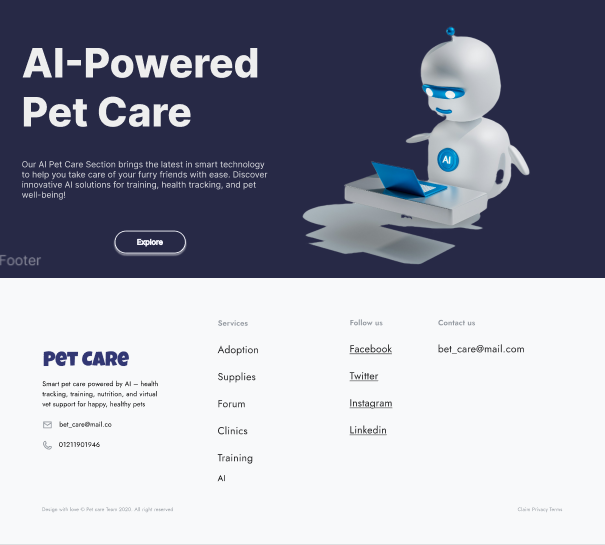 AI-Powered
Pet Care
Our AI Pet Care Section brings the latest in smart technology
to help you take care of your furry friends with ease. Discover
innovative AI solutions for training, health tracking, and pet
well-being!
Explore
AI
Footer
Pet Care
Smart pet care powered by AI – health
tracking, training, nutrition, and virtual
vet support for happy, healthy pets
bet_care@mail.co
01211901946
Services
Adoption
Supplies
Forum
Clinics
Training
AI
Follow us
Facebook
Twitter
Instagram
Linkedin
Contact us
bet_care@mail.com
Design with love © Pet care Team 2020. All right reserved
Claim Privacy Terms